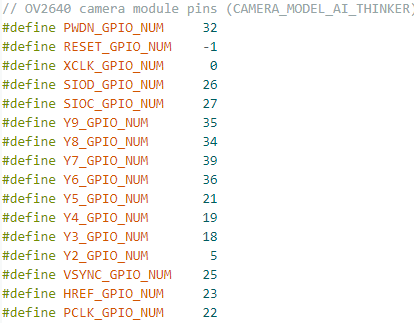 // OV2640 camera module pins (CAMERA_MODEL_AI_THINKER)
#define PWDN_GPIO_NUM 32
#define RESET_GPIO_NUM -1
#define XCLK_GPIO_NUM 0
#define SIOD_GPIO_NUM 26
#define SIOC_GPIO_NUM 27
#define Y9_GPIO_NUM 35
#define Y8_GPIO_NUM 34
#define Y7_GPIO_NUM 39
#define Y6_GPIO_NUM 36
#define Y5_GPIO_NUM 21
#define Y4_GPIO_NUM 19
#define Y3_GPIO_NUM 18
#define Y2_GPIO_NUM 5
#define VSYNC_GPIO_NUM 25
#define HREF_GPIO_NUM 23
#define PCLK_GPIO_NUM 22